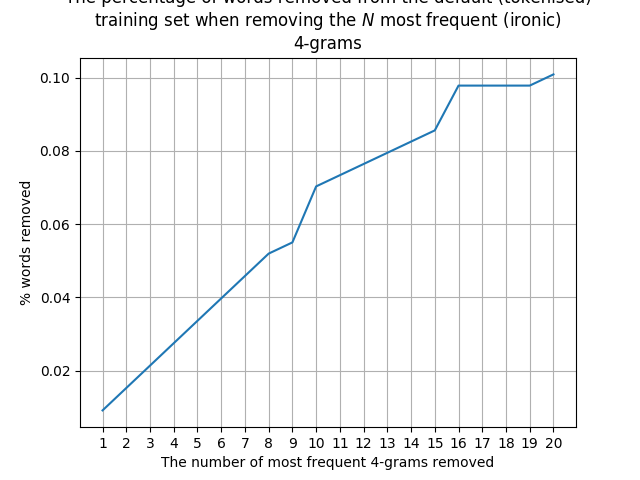 The percentage of words removed from the default (tokenised)
training set when removing the N most frequent (ironic)
4-grams
0.10
0.08
0.06
0.04
0.02
% words removed
1 2 3 4 5 6 7 8 9 10 11 12 13 14 15 16 17 18 19 20
The number of most frequent 4-grams removed